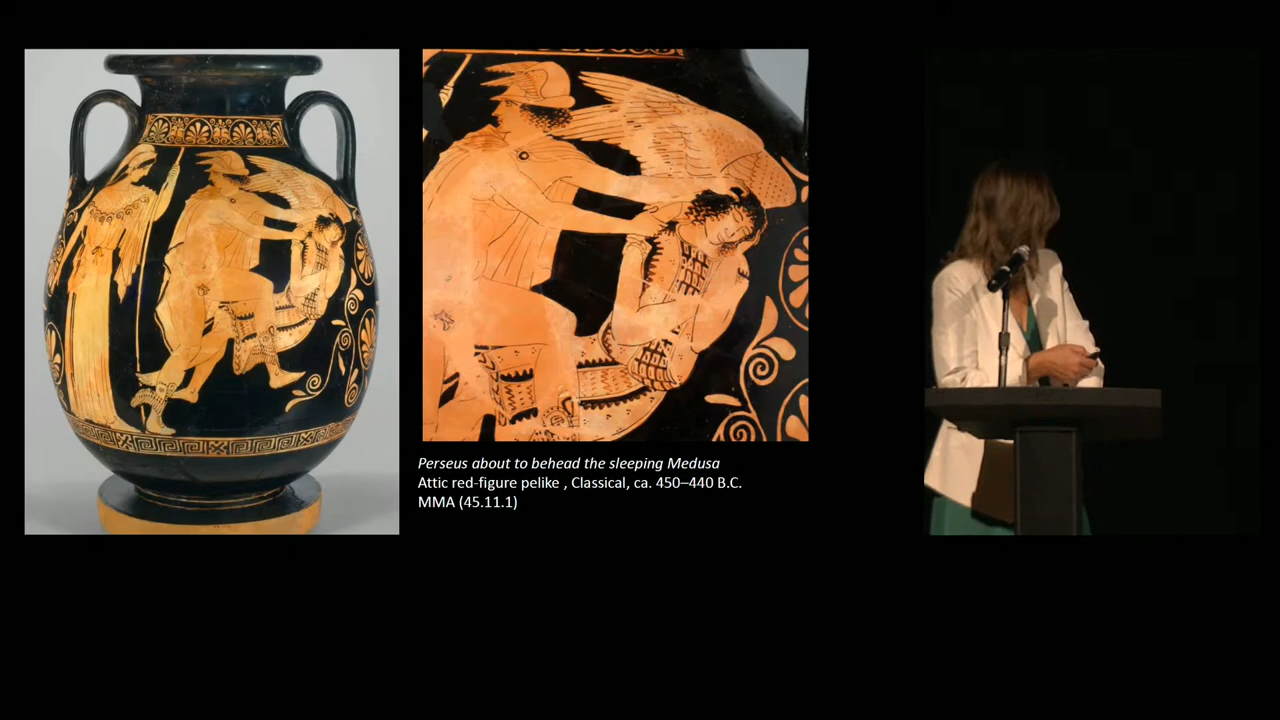 Perseus about to behead the sleeping Medusa
Attic red-figure pelike , Classical, ca. 450–440 B.C.
MMA (45.11.1)